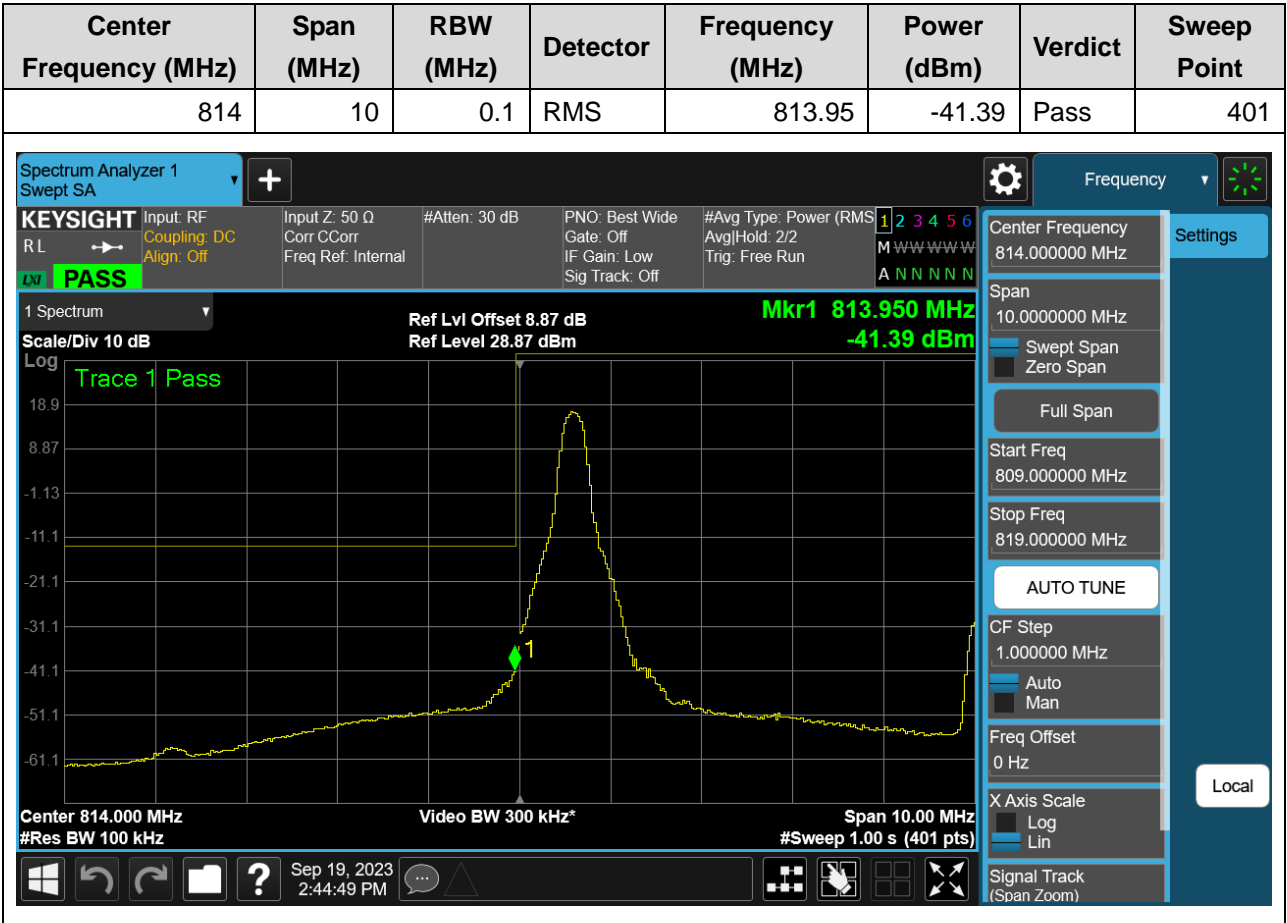 Center Frequency (MHz) Span (MHz) RBW (MHz) Detector Frequency (MHz) Power (dBm) Verdict Sweep Point
814 10 0.1 RMS 813.95 -41.39 Pass 401
Spectrum Analyzer 1
Swept SA
Frequency
KEYSIGHT
R L
LXI PASS
Input: RF
Coupling: DC
Align: Off
Input Z: 50 Ω
Corr CCorr
Freq Ref: Internal
#Atten: 30 dB
PNO: Best Wide
Gate: Off
IF Gain: Low
Sig Track: Off
#Avg Type: Power (RMS
Avg|Hold: 2/2
Trig: Free Run
1 2 3 4 5 6
M W W W W W
A N N N N N
1 Spectrum
Scale/Div 10 dB
Ref Lvl Offset 8.87 dB
Ref Level 28.87 dBm
Mkr1 813.950 MHz
-41.39 dBm
Log
Trace 1 Pass
18.9
8.87
-1.13
-11.1
-21.1
-31.1
1
-41.1
-51.1
-61.1
Center 814.000 MHz
#Res BW 100 kHz
Video BW 300 kHz*
Span 10.00 MHz
#Sweep 1.00 s (401 pts)
Center Frequency
814.000000 MHz
Settings
Span
10.0000000 MHz
Swept Span
Zero Span
Full Span
Start Freq
809.000000 MHz
Stop Freq
819.000000 MHz
AUTO TUNE
CF Step
1.000000 MHz
Auto
Man
Freq Offset
0 Hz
Local
X Axis Scale
Log
Lin
Signal Track
(Span Zoom)
?
Sep 19, 2023
2:44:49 PM